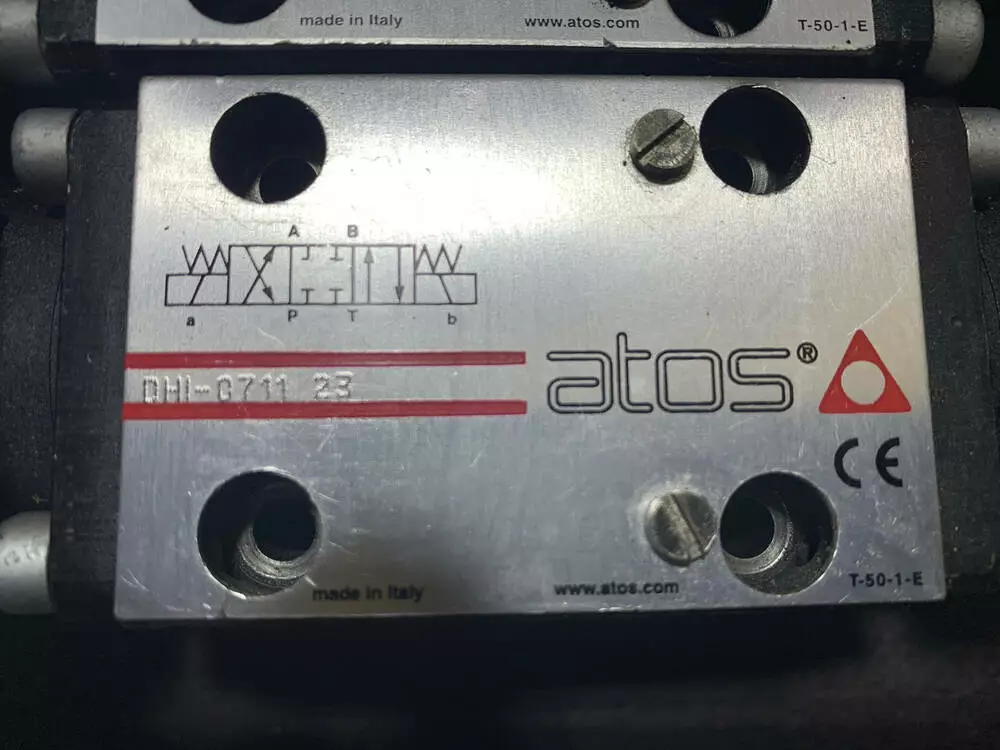 made in Italy
www.atos.com
T-50-1-E
A B
P T
a b
DHI-0711 23
atos®
CE
made in Italy
www.atos.com
T-50-1-E